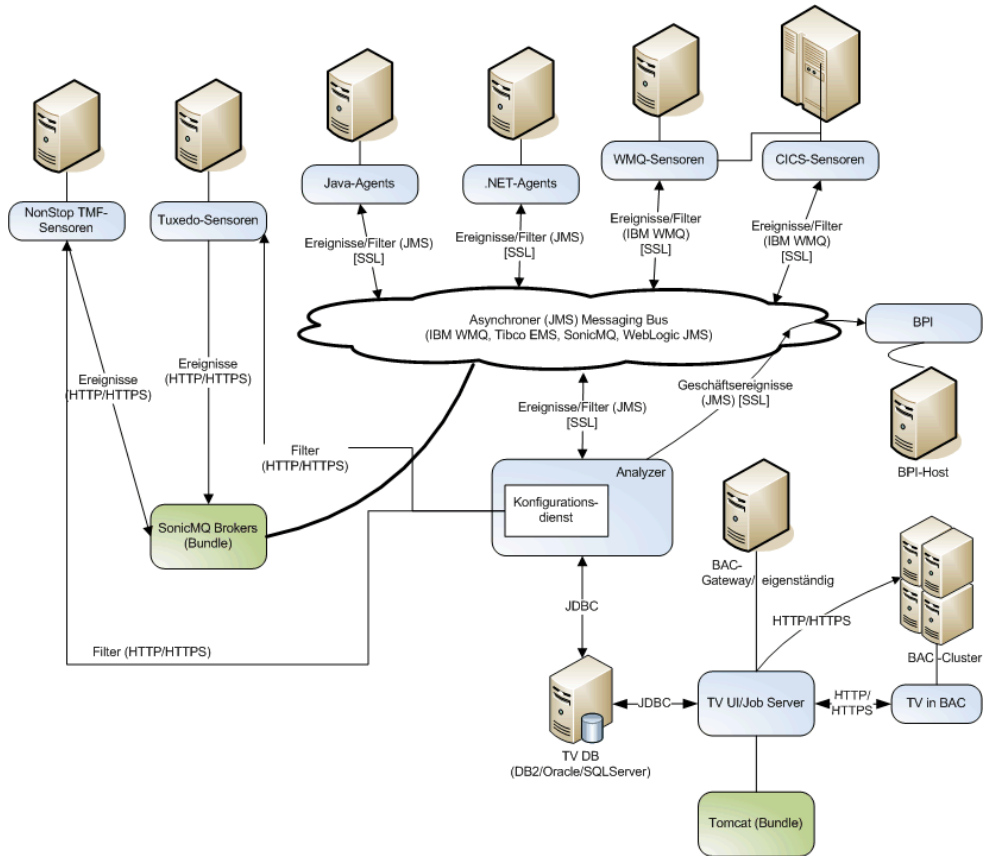 WMQ-Sensoren
CICS-Sensoren
Java-Agents
.NET-Agents
NonStop TMF-
Sensoren
Tuxedo-Sensoren
Ereignisse/Filter (JMS)
[SSL]
Ereignisse/Filter (JMS)
[SSL]
Ereignisse/Filter
(IBM WMQ)
[SSL]
Ereignisse/Filter
(IBM WMQ)
[SSL]
Asynchroner (JMS) Messaging Bus
(IBM WMQ, Tibco EMS, SonicMQ, WebLogic JMS)
BPI
BPI-Host
Ereignisse
(HTTP/HTTPS)
Ereignisse
(HTTP/HTTPS)
Ereignisse/Filter (JMS)
[SSL]
Geschäftsereignisse
(JMS) [SSL]
Filter
(HTTP/HTTPS)
Analyzer
Konfigurations-
dienst
SonicMQ Brokers
(Bundle)
BAC-
Gateway/ eigenständig
JDBC
HTTP/HTTPS
BAC -Cluster
Filter (HTTP/HTTPS)
TV DB
(DB2/Oracle/SQLServer)
JDBC
TV UI/Job Server
HTTP/
HTTPS
TV in BAC
Tomcat (Bundle)